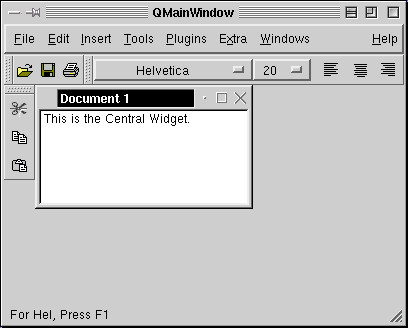 QMainWindow
File Edit Insert Tools Plugins Extra Windows Help
Helvetica 20
Document 1
This is the Central Widget.
For Hel, Press F1